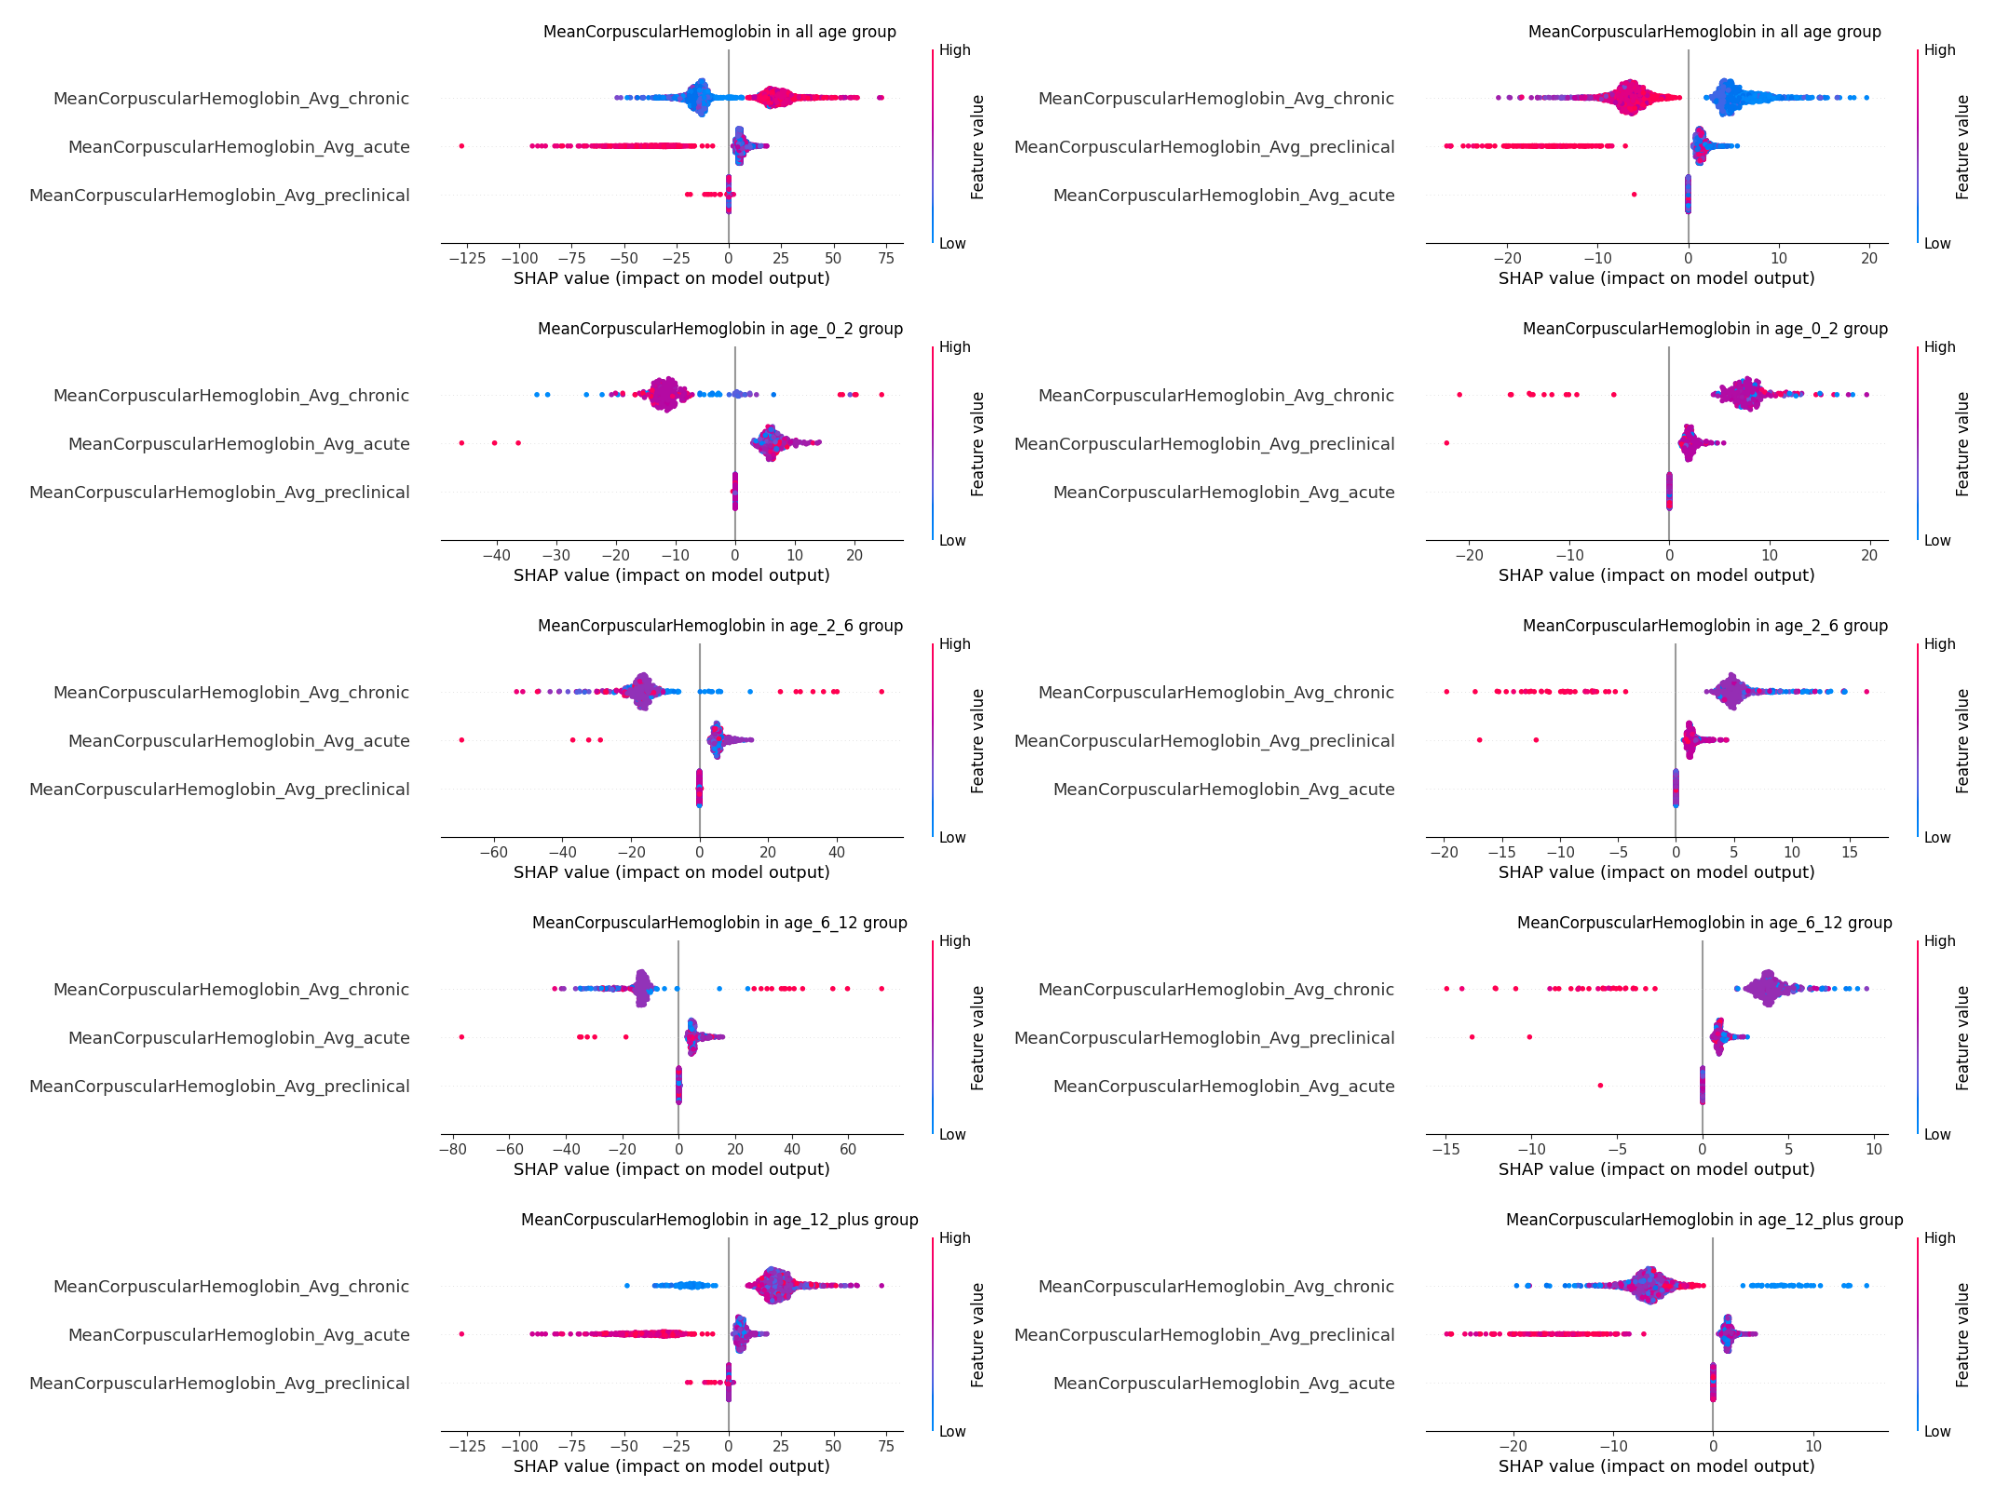 MeanCorpuscularHemoglobin in all age group
High
MeanCorpuscularHemoglobin_Avg_chronic
MeanCorpuscularHemoglobin_Avg_acute
MeanCorpuscularHemoglobin_Avg_preclinical
Feature value
Low
−125 −100 −75 −50 −25 0 25 50 75
SHAP value (impact on model output)
MeanCorpuscularHemoglobin in all age group
High
MeanCorpuscularHemoglobin_Avg_chronic
MeanCorpuscularHemoglobin_Avg_preclinical
MeanCorpuscularHemoglobin_Avg_acute
Feature value
Low
−20 −10 0 10 20
SHAP value (impact on model output)
MeanCorpuscularHemoglobin in age_0_2 group
High
MeanCorpuscularHemoglobin_Avg_chronic
MeanCorpuscularHemoglobin_Avg_acute
MeanCorpuscularHemoglobin_Avg_preclinical
Feature value
Low
−40 −30 −20 −10 0 10 20
SHAP value (impact on model output)
MeanCorpuscularHemoglobin in age_0_2 group
High
MeanCorpuscularHemoglobin_Avg_chronic
MeanCorpuscularHemoglobin_Avg_preclinical
MeanCorpuscularHemoglobin_Avg_acute
Feature value
Low
−20 −10 0 10 20
SHAP value (impact on model output)
MeanCorpuscularHemoglobin in age_2_6 group
High
MeanCorpuscularHemoglobin_Avg_chronic
MeanCorpuscularHemoglobin_Avg_acute
MeanCorpuscularHemoglobin_Avg_preclinical
Feature value
Low
−60 −40 −20 0 20 40
SHAP value (impact on model output)
MeanCorpuscularHemoglobin in age_2_6 group
High
MeanCorpuscularHemoglobin_Avg_chronic
MeanCorpuscularHemoglobin_Avg_preclinical
MeanCorpuscularHemoglobin_Avg_acute
Feature value
Low
−20 −15 −10 −5 0 5 10 15
SHAP value (impact on model output)
MeanCorpuscularHemoglobin in age_6_12 group
High
MeanCorpuscularHemoglobin_Avg_chronic
MeanCorpuscularHemoglobin_Avg_acute
MeanCorpuscularHemoglobin_Avg_preclinical
Feature value
Low
−80 −60 −40 −20 0 20 40 60
SHAP value (impact on model output)
MeanCorpuscularHemoglobin in age_6_12 group
High
MeanCorpuscularHemoglobin_Avg_chronic
MeanCorpuscularHemoglobin_Avg_preclinical
MeanCorpuscularHemoglobin_Avg_acute
Feature value
Low
−15 −10 −5 0 5 10
SHAP value (impact on model output)
MeanCorpuscularHemoglobin in age_12_plus group
High
MeanCorpuscularHemoglobin_Avg_chronic
MeanCorpuscularHemoglobin_Avg_acute
MeanCorpuscularHemoglobin_Avg_preclinical
Feature value
Low
−125 −100 −75 −50 −25 0 25 50 75
SHAP value (impact on model output)
MeanCorpuscularHemoglobin in age_12_plus group
High
MeanCorpuscularHemoglobin_Avg_chronic
MeanCorpuscularHemoglobin_Avg_preclinical
MeanCorpuscularHemoglobin_Avg_acute
Feature value
Low
−20 −10 0 10
SHAP value (impact on model output)